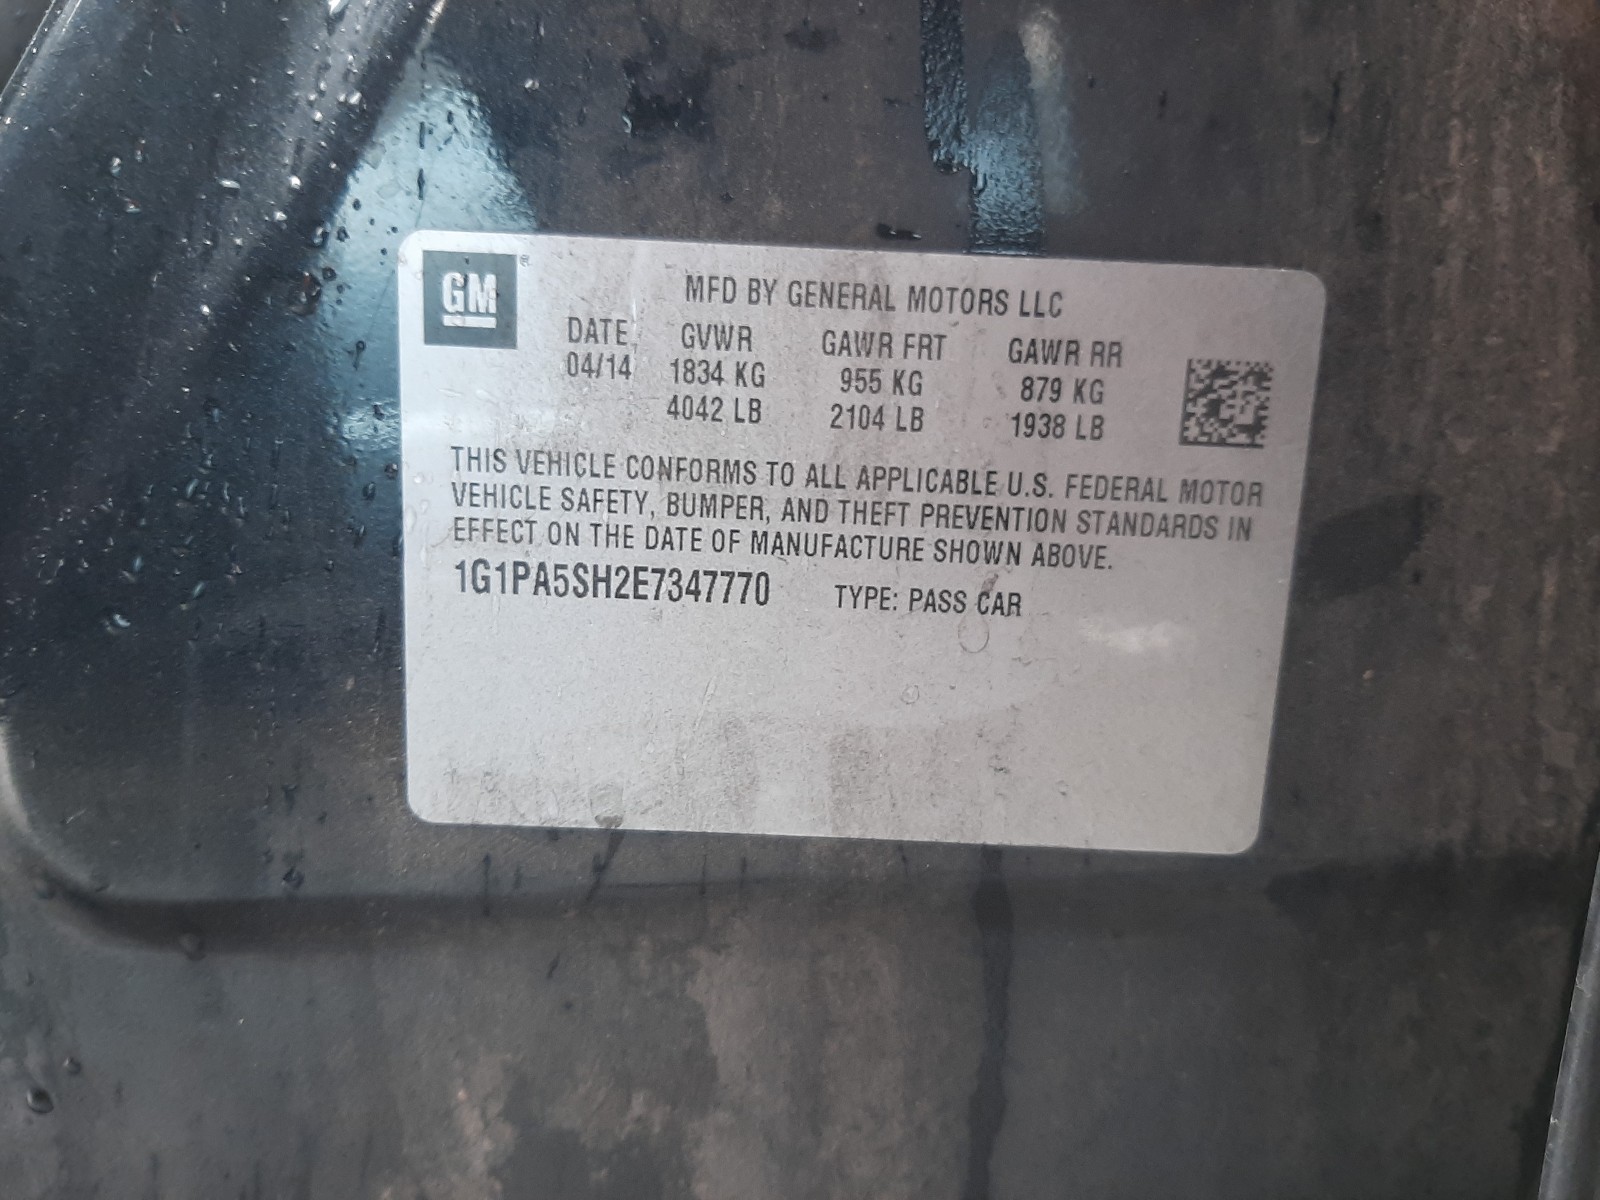 GM ®
MFD BY GENERAL MOTORS LLC
DATE GVWR GAWR FRT GAWR RR
04/14 1834 KG 955 KG 879 KG
4042 LB 2104 LB 1938 LB
THIS VEHICLE CONFORMS TO ALL APPLICABLE U.S. FEDERAL MOTOR
VEHICLE SAFETY, BUMPER, AND THEFT PREVENTION STANDARDS IN
EFFECT ON THE DATE OF MANUFACTURE SHOWN ABOVE.
1G1PA5SH2E7347770 TYPE: PASS CAR